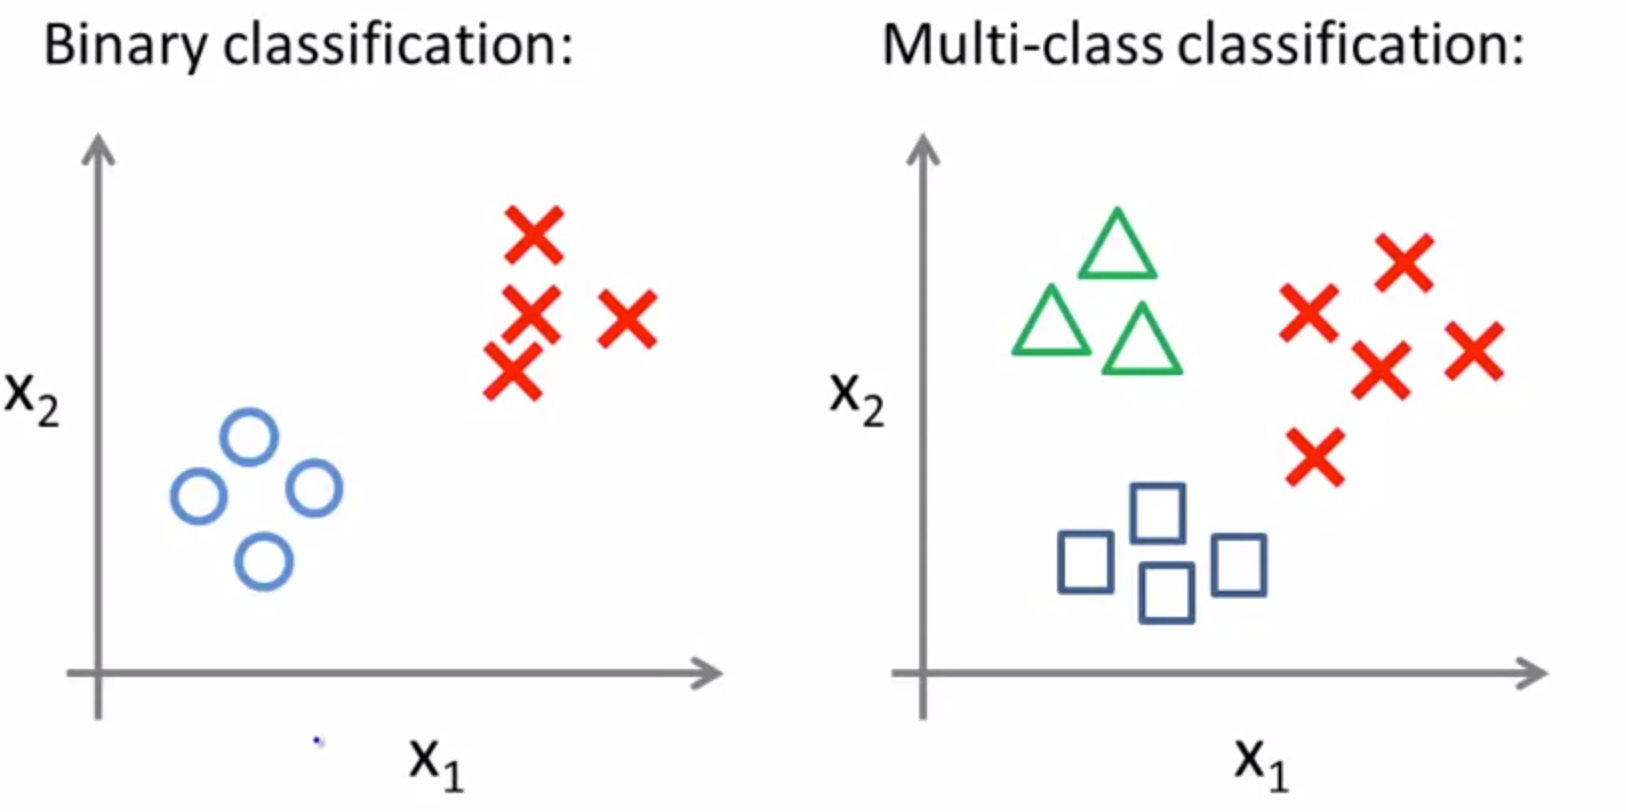 Binary classification:
x₂
x₁
Multi-class classification:
x₂
x₁